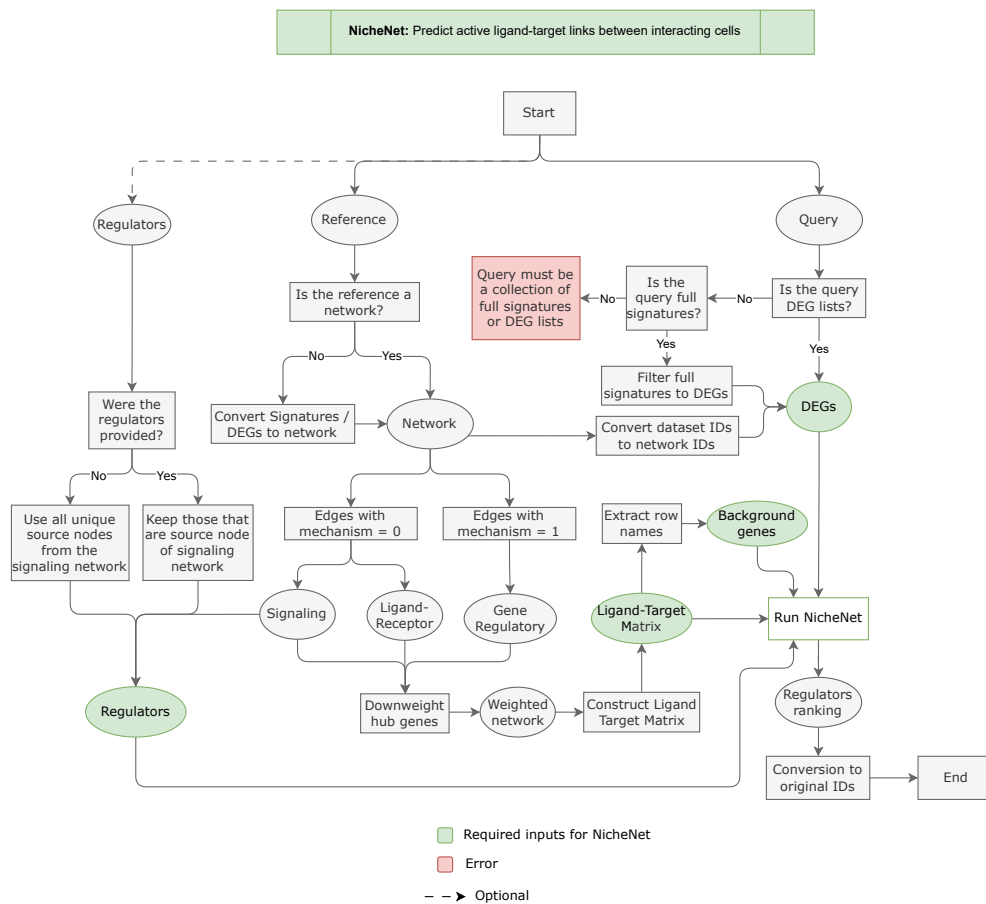 NicheNet: Predict active ligand-target links between interacting cells
Start
Regulators
Reference
Query
Is the reference a
network?
Query must be
a collection of
full signatures
or DEG lists
No
Is the
query full
signatures?
No
Is the query
DEG lists?
Yes
Yes
No
Yes
Filter full
signatures to DEGs
DEGs
Were the
regulators
provided?
Convert Signatures /
DEGs to network
Network
Convert dataset IDs
to network IDs
No
Yes
Use all unique
source nodes
from the
signaling network
Keep those that
are source node
of signaling
network
Edges with
mechanism = 0
Edges with
mechanism = 1
Extract row
names
Background
genes
Signaling
Ligand-
Receptor
Gene
Regulatory
Ligand-Target
Matrix
Run NicheNet
Regulators
Downweight
hub genes
Weighted
network
Construct Ligand
Target Matrix
Regulators
ranking
Conversion to
original IDs
End
Required inputs for NicheNet
Error
Optional